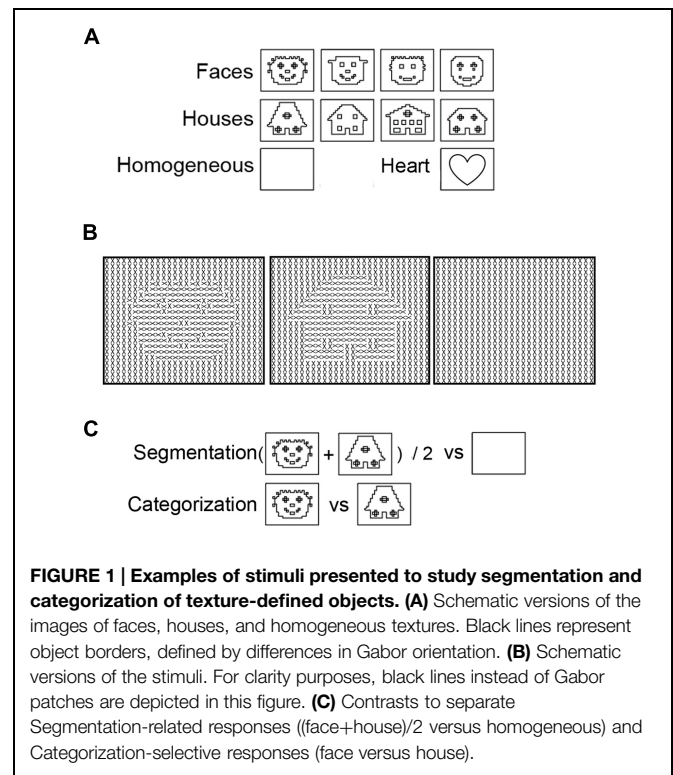 A
Faces
Houses
Homogeneous
Heart
B
C
Segmentation( + ) / 2 vs
Categorization vs
FIGURE 1 | Examples of stimuli presented to study segmentation and
categorization of texture-defined objects. (A) Schematic versions of the
images of faces, houses, and homogeneous textures. Black lines represent
object borders, defined by differences in Gabor orientation. (B) Schematic
versions of the stimuli. For clarity purposes, black lines instead of Gabor
patches are depicted in this figure. (C) Contrasts to separate
Segmentation-related responses ((face+house)/2 versus homogeneous) and
Categorization-selective responses (face versus house).